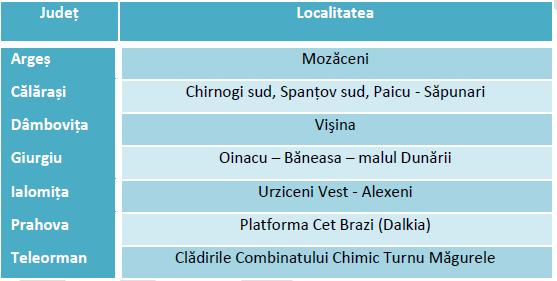 Județ Localitatea
Argeș Mozăceni
Călărași Chirnogi sud, Spanțov sud, Paicu - Săpunari
Dâmbovița Vişina
Giurgiu Oinacu – Băneasa – malul Dunării
Ialomița Urziceni Vest - Alexeni
Prahova Platforma Cet Brazi (Dalkia)
Teleorman Clădirile Combinatului Chimic Turnu Măgurele